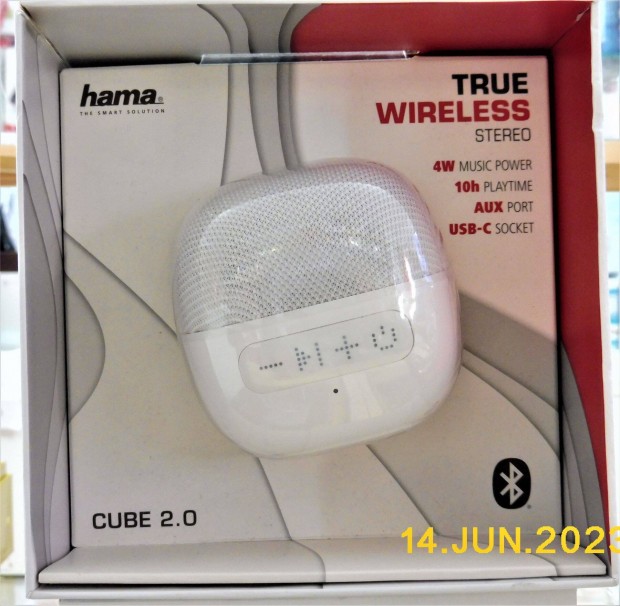 hama
THE SMART SOLUTION
TRUE
WIRELESS
STEREO
4W MUSIC POWER
10h PLAYTIME
AUX PORT
USB-C SOCKET
CUBE 2.0
14.JUN.2023